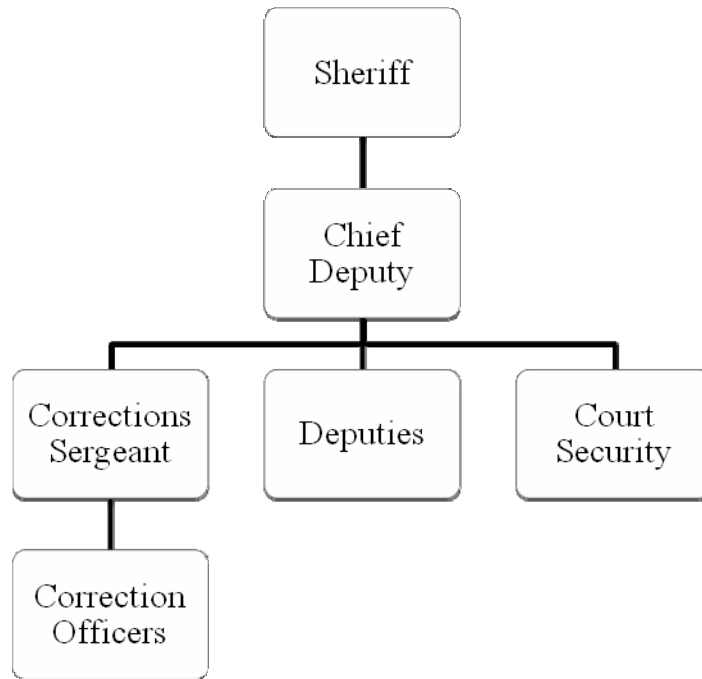 Sheriff
Chief
Deputy
Corrections
Sergeant
Deputies
Court
Security
Correction
Officers